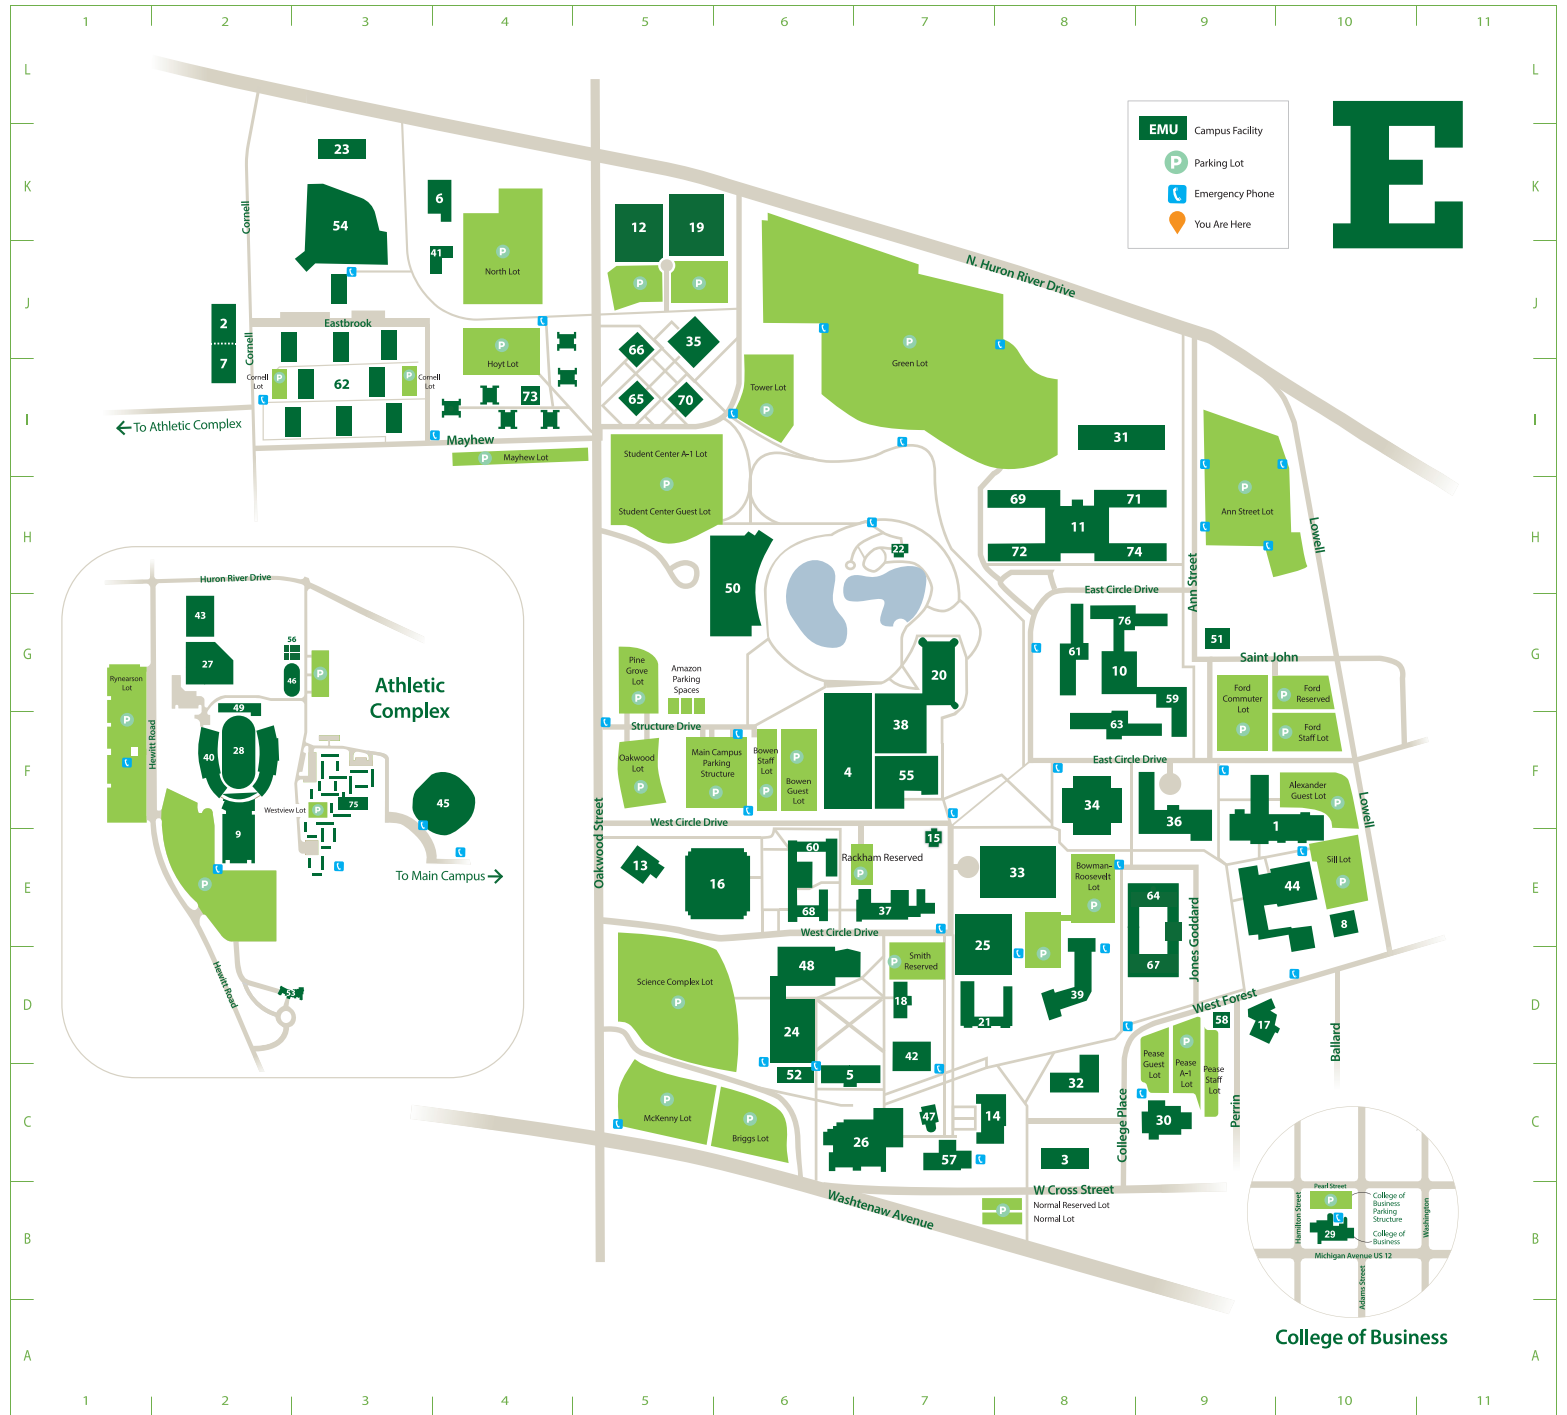 1 2 3 4 5 6 7 8 9 10 11
L L
EMU Campus Facility
Parking Lot
Emergency Phone
You Are Here
E
K K
23
6
54
41
Cornell
North Lot
12 19
N. Huron River Drive
J J
2
7
Eastbrook
Cornell
Hoyt Lot
66 35
65 70
Green Lot
Tower Lot
Cornell
Lot
62
Cornell
Lot
73
I I
To Athletic Complex
Mayhew
Mayhew Lot
Student Center A-1 Lot
Student Center Guest Lot
31
69 71
11
72 74
Ann Street Lot
Lowell
H H
22
50
East Circle Drive
Ann Street
Huron River Drive
43
27
56
46
G G
Rynearson
Lot
Athletic
Complex
Pine
Grove
Lot
Amazon
Parking
Spaces
20
76
61
10
51
59
63
Saint John
Ford
Commuter
Lot
Ford
Reserved
Ford
Staff Lot
49
28
40
Hewitt Road
Structure Drive
38
4
55
Oakwood
Lot
Main Campus
Parking
Structure
Bowen
Staff
Lot
Bowen
Guest
Lot
East Circle Drive
F F
Westview Lot
75
45
9
34
36
1
Alexander
Guest Lot
Lowell
Oakwood Street
West Circle Drive
13
16
60
68
15
Rackham Reserved
37
33
Bowman-
Roosevelt
Lot
Sill Lot
44
8
64
67
Jones Goddard
E E
To Main Campus
West Circle Drive
25
48
Smith
Reserved
Science Complex Lot
18
21
39
24
Hewitt Road
53
D D
West Forest
58
17
Ballard
42
52
5
32
Pease
Guest
Lot
Pease
A-1
Lot
Pease
Staff
Lot
McKenny Lot
Briggs Lot
26
47
14
57
3
30
College Place
Perrin
C C
W Cross Street
Normal Reserved Lot
Normal Lot
Washtenaw Avenue
Pearl Street
Hamilton Street
College of
Business
Parking
Structure
29
College of
Business
Washington
Michigan Avenue US 12
Adams Street
B B
College of Business
A A
1 2 3 4 5 6 7 8 9 10 11